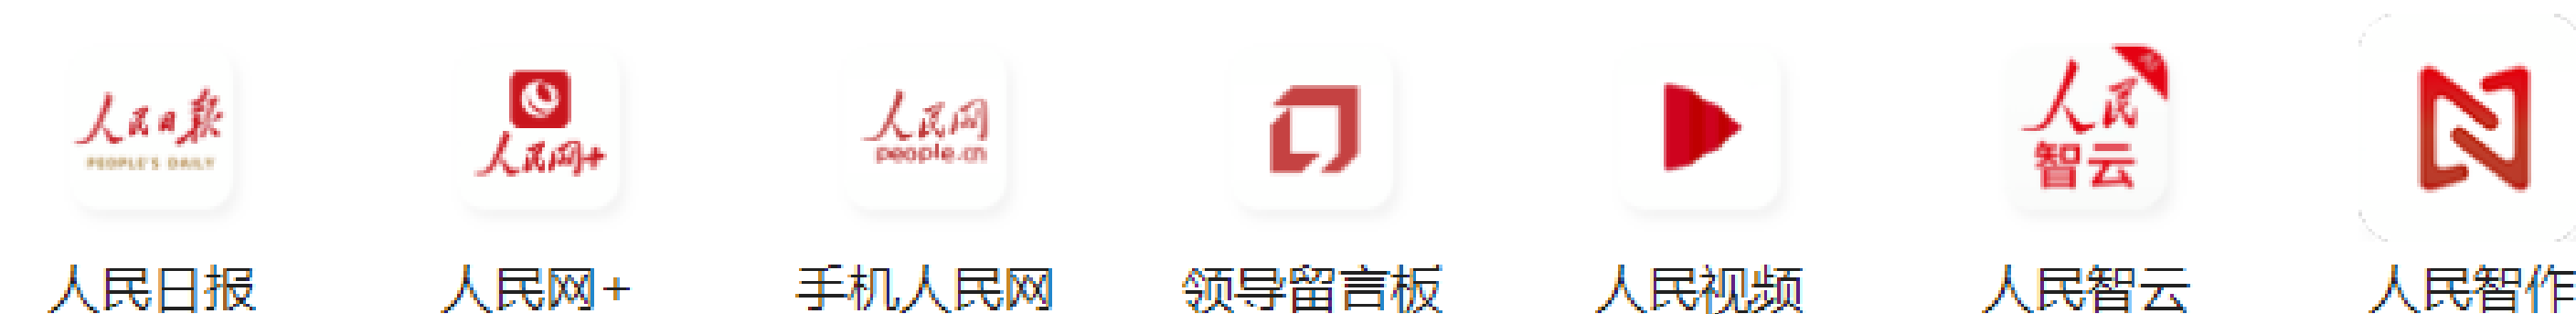 人民日报
PEOPLE'S DAILY
人民网+
人民网
people.cn
人民
智云
人民日报 人民网+ 手机人民网 领导留言板 人民视频 人民智云 人民智作